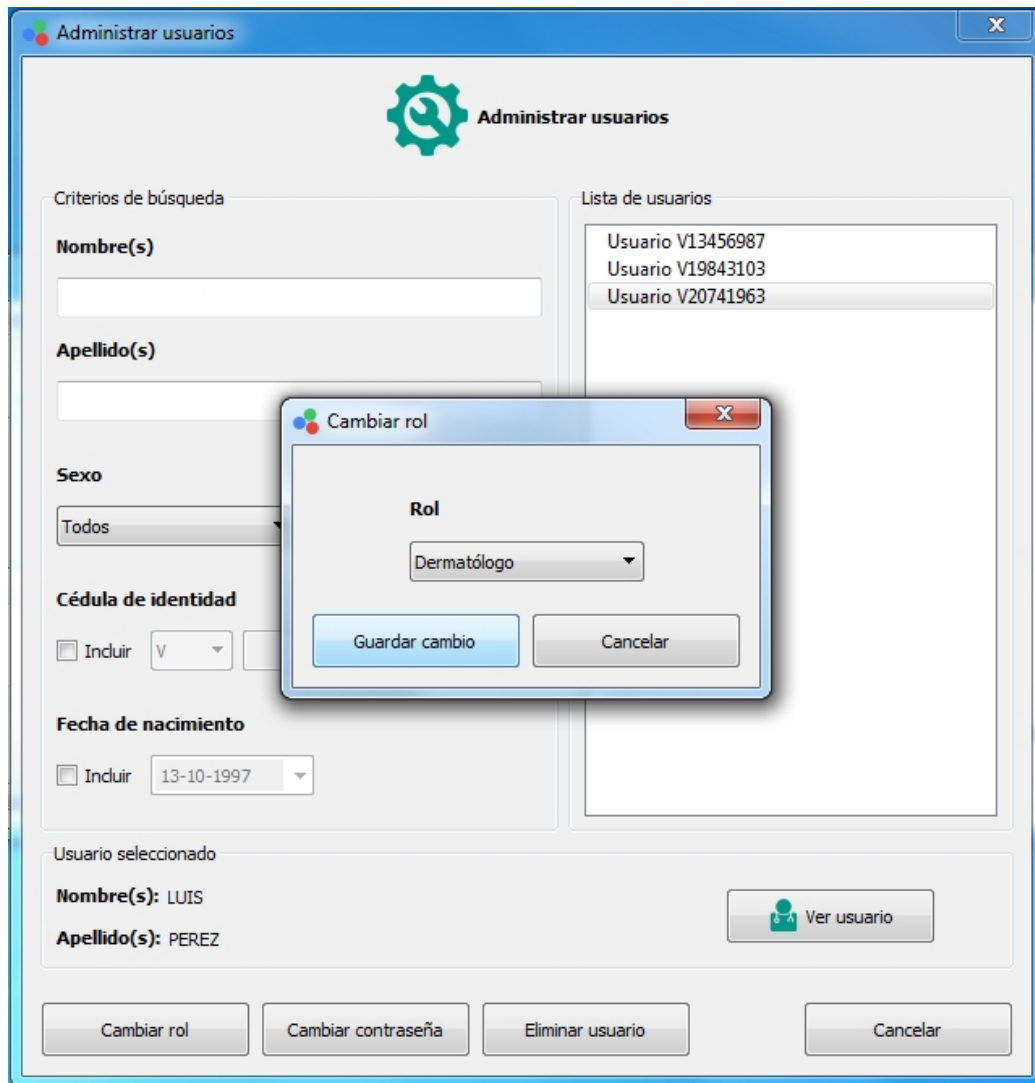 Administrar usuarios
Administrar usuarios
Criterios de búsqueda
Nombre(s)
Apellido(s)
Sexo
Todos
Cédula de identidad
Incluir V
Fecha de nacimiento
Incluir 13-10-1997
Lista de usuarios
Usuario V13456987
Usuario V19843103
Usuario V20741963
Cambiar rol
Rol
Dermatólogo
Guardar cambio Cancelar
Usuario seleccionado
Nombre(s): LUIS
Apellido(s): PEREZ
Ver usuario
Cambiar rol Cambiar contraseña Eliminar usuario Cancelar